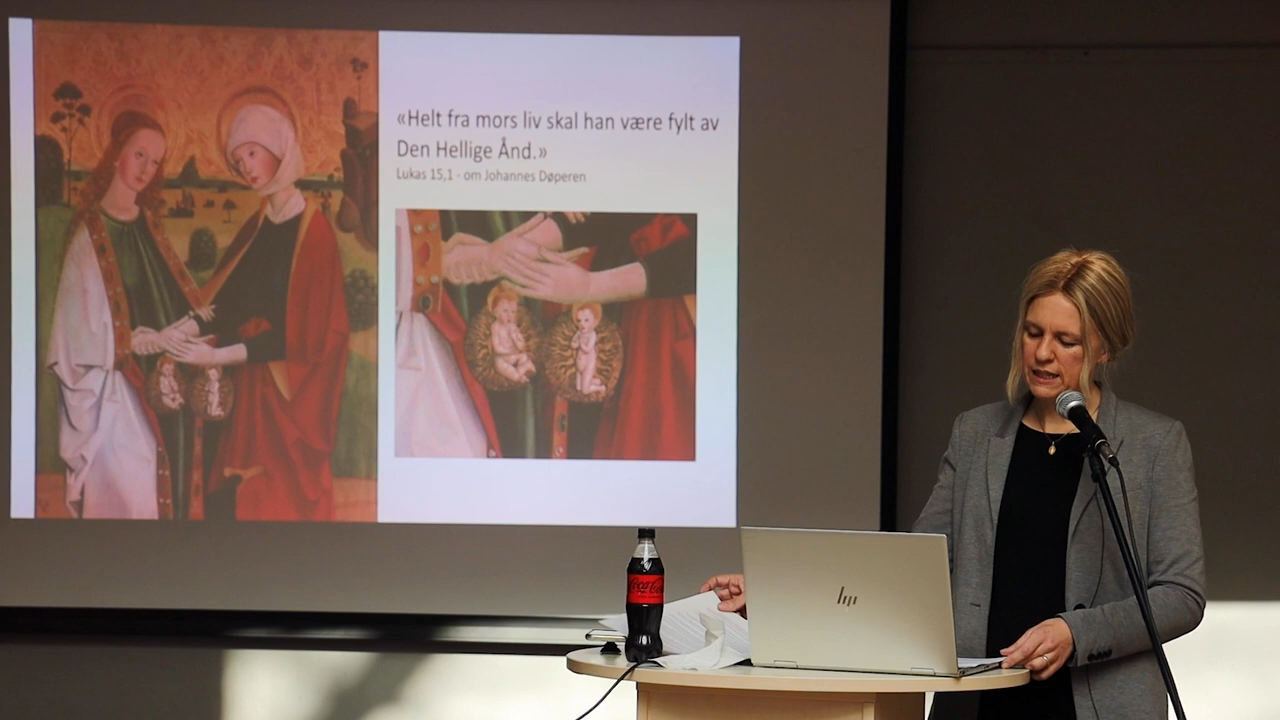 «Helt fra mors liv skal han være fylt av
Den Hellige Ånd.»
Lukas 15,1 - om Johannes Døperen
Coca-Cola
hp